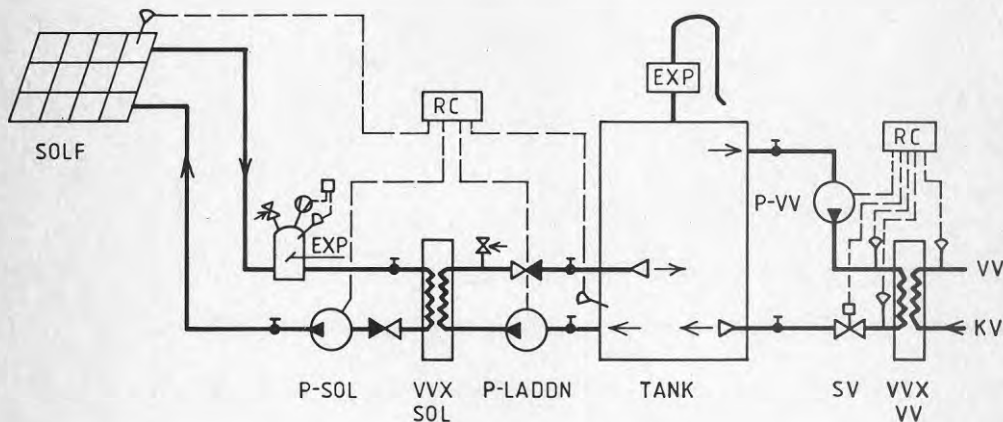 EXP
RC
RC
SOLF
P-VV
EXP
VV
KV
P-SOL
VVX
SOL
P-LADDN
TANK
SV
VVX
VV